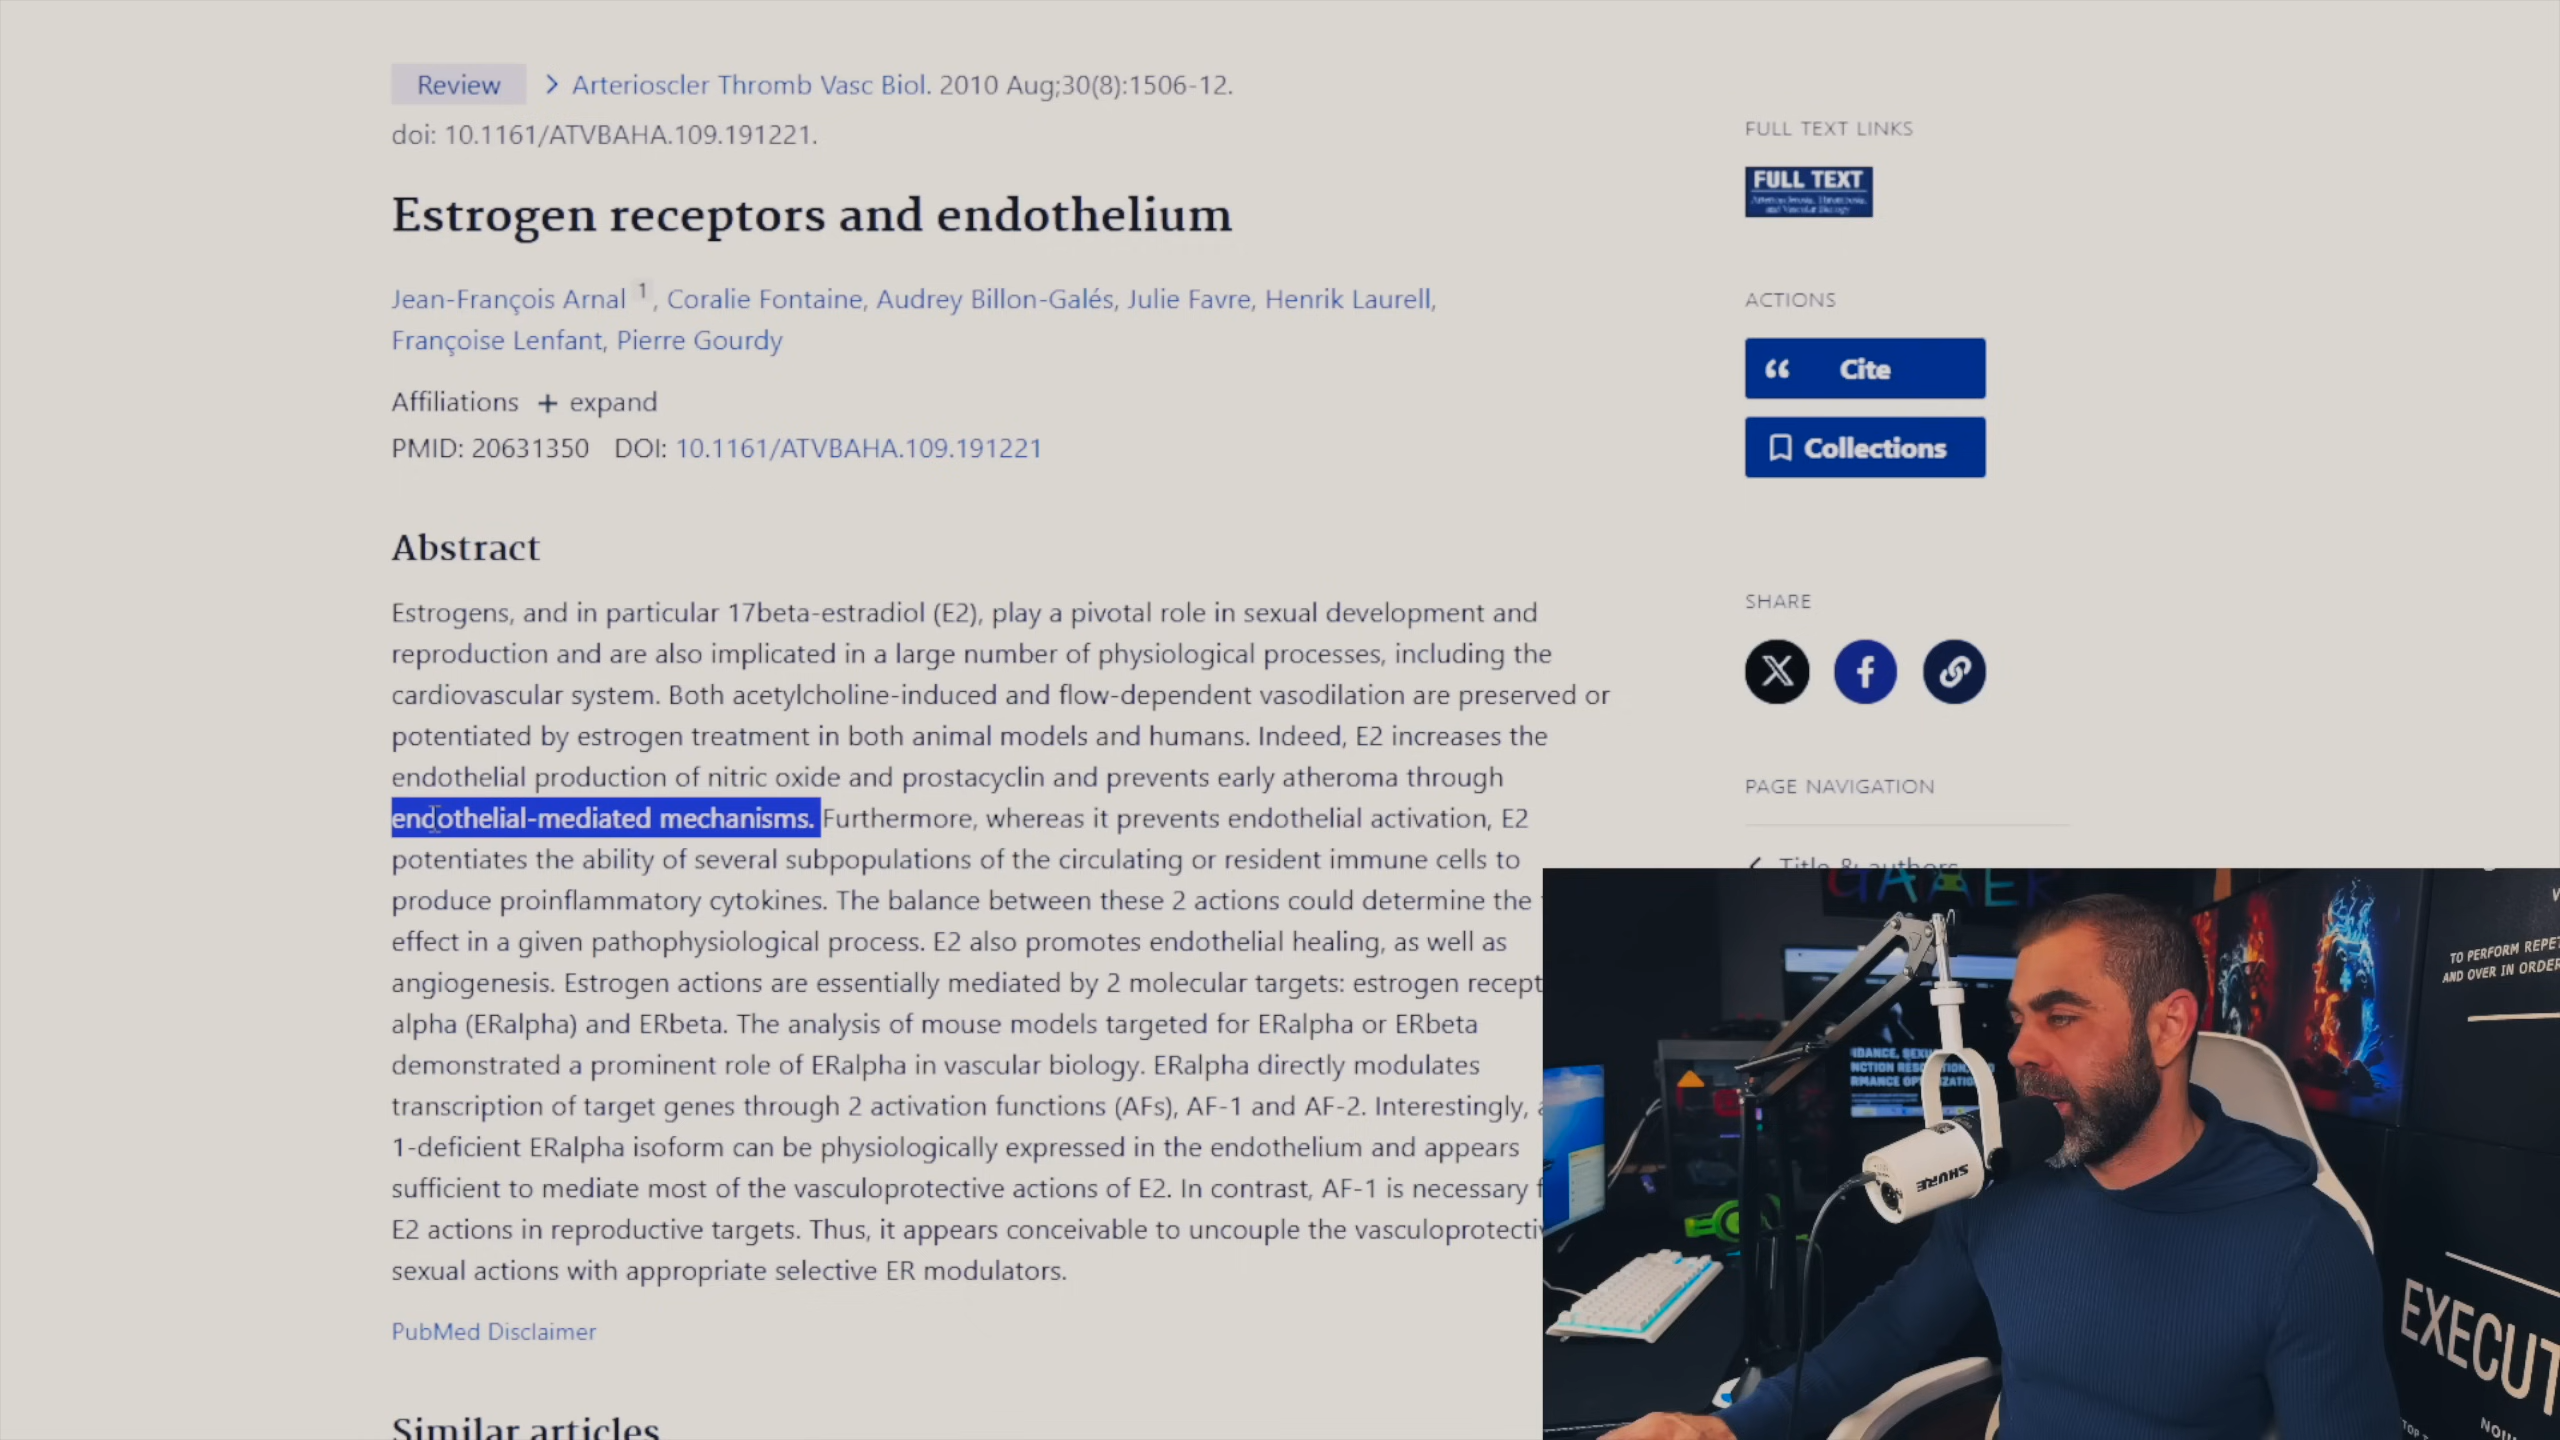 Review > Arterioscler Thromb Vasc Biol. 2010 Aug;30(8):1506-12.
doi: 10.1161/ATVBAHA.109.191221.
Estrogen receptors and endothelium
Jean-François Arnal 1, Coralie Fontaine, Audrey Billon-Galés, Julie Favre, Henrik Laurell,
Françoise Lenfant, Pierre Gourdy
Affiliations + expand
PMID: 20631350 DOI: 10.1161/ATVBAHA.109.191221
Abstract
Estrogens, and in particular 17beta-estradiol (E2), play a pivotal role in sexual development and
reproduction and are also implicated in a large number of physiological processes, including the
cardiovascular system. Both acetylcholine-induced and flow-dependent vasodilation are preserved or
potentiated by estrogen treatment in both animal models and humans. Indeed, E2 increases the
endothelial production of nitric oxide and prostacyclin and prevents early atheroma through
endothelial-mediated mechanisms. Furthermore, whereas it prevents endothelial activation, E2
potentiates the ability of several subpopulations of the circulating or resident immune cells to
produce proinflammatory cytokines. The balance between these 2 actions could determine the
effect in a given pathophysiological process. E2 also promotes endothelial healing, as well as
angiogenesis. Estrogen actions are essentially mediated by 2 molecular targets: estrogen recept
alpha (ERalpha) and ERbeta. The analysis of mouse models targeted for ERalpha or ERbeta
demonstrated a prominent role of ERalpha in vascular biology. ERalpha directly modulates
transcription of target genes through 2 activation functions (AFs), AF-1 and AF-2. Interestingly,
1-deficient ERalpha isoform can be physiologically expressed in the endothelium and appears
sufficient to mediate most of the vasculoprotective actions of E2. In contrast, AF-1 is necessary
E2 actions in reproductive targets. Thus, it appears conceivable to uncouple the vasculoprotectiv
sexual actions with appropriate selective ER modulators.
PubMed Disclaimer
Similar articles
FULL TEXT LINKS
FULL TEXT
ACTIONS
Cite
Collections
SHARE
PAGE NAVIGATION
Title & authors
GAMER
TO PERFORM REPE
AND OVER IN ORDER
IDANCE, SEXU
NCTION RESO TION,
RMANCE OPTIMIZATIO
SHURE
EXECUT